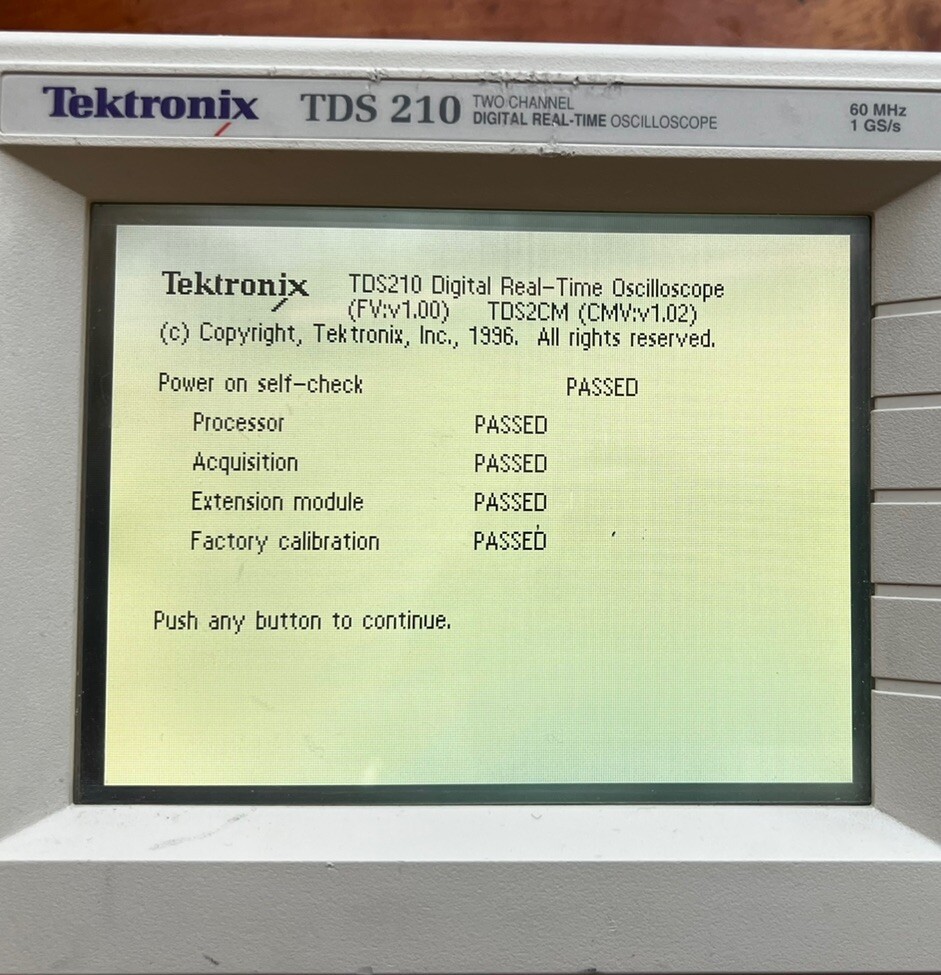 Tektronix TDS 210 TWO CHANNEL 60 MHz
DIGITAL REAL-TIME OSCILLOSCOPE 1 GS/s
Tektronix TDS210 Digital Real-Time Oscilloscope
(FV:v1.00) TDS2CM (CMV:v1.02)
(c) Copyright, Tektronix, Inc., 1996. All rights reserved.
Power on self-check PASSED
Processor PASSED
Acquisition PASSED
Extension module PASSED
Factory calibration PASSED
Push any button to continue.